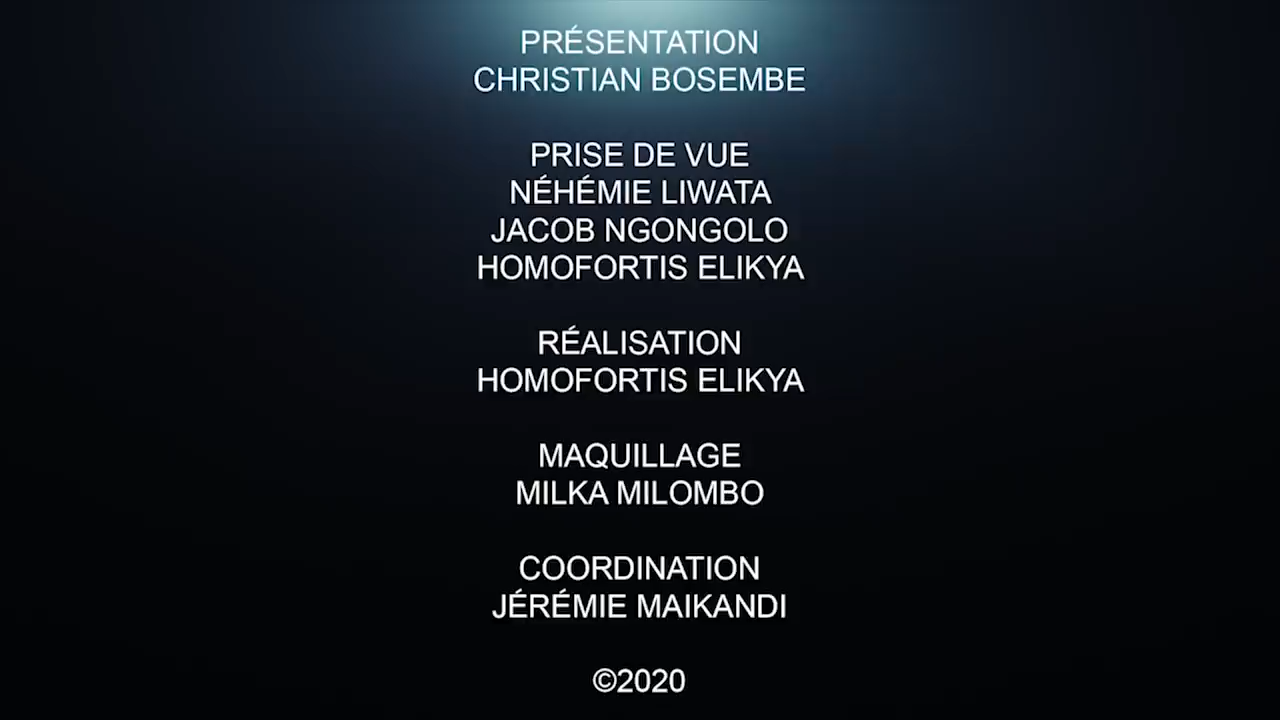 PRÉSENTATION
CHRISTIAN BOSEMBE
PRISE DE VUE
NÉHÉMIE LIWATA
JACOB NGONGOLO
HOMOFORTIS ELIKYA
RÉALISATION
HOMOFORTIS ELIKYA
MAQUILLAGE
MILKA MILOMBO
COORDINATION
JÉRÉMIE MAIKANDI
©2020